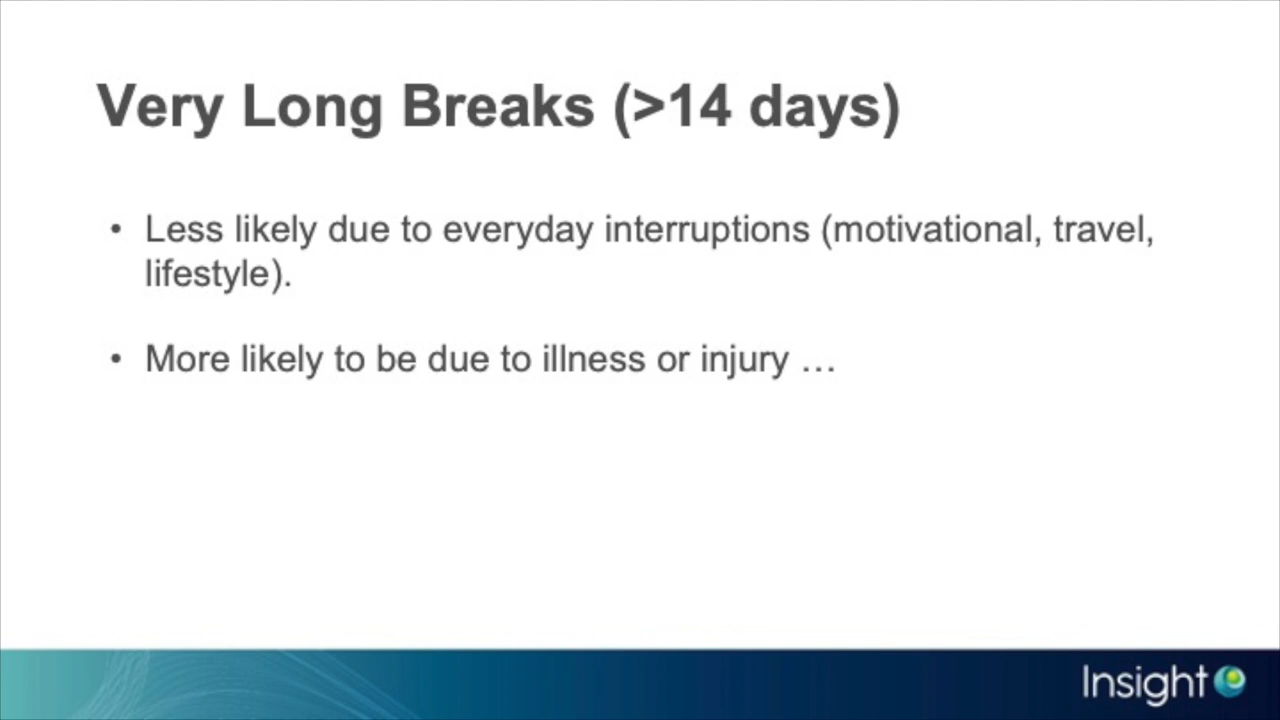 Very Long Breaks (>14 days)
• Less likely due to everyday interruptions (motivational, travel,
lifestyle).
• More likely to be due to illness or injury …
Insight